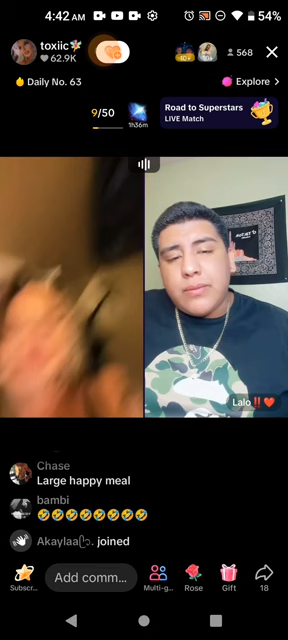 4:42 AM
54%
toxiic
62.9K
568
Daily No. 63
Explore >
9/50
1h36m
Road to Superstars
LIVE Match
Lalo‼️❤️
Chase
Large happy meal
bambi
🤣🤣🤣🤣🤣🤣🤣🤣
Akaylaa joined
Subscr...
Add comm...
Multi-g...
Rose
Gift
18